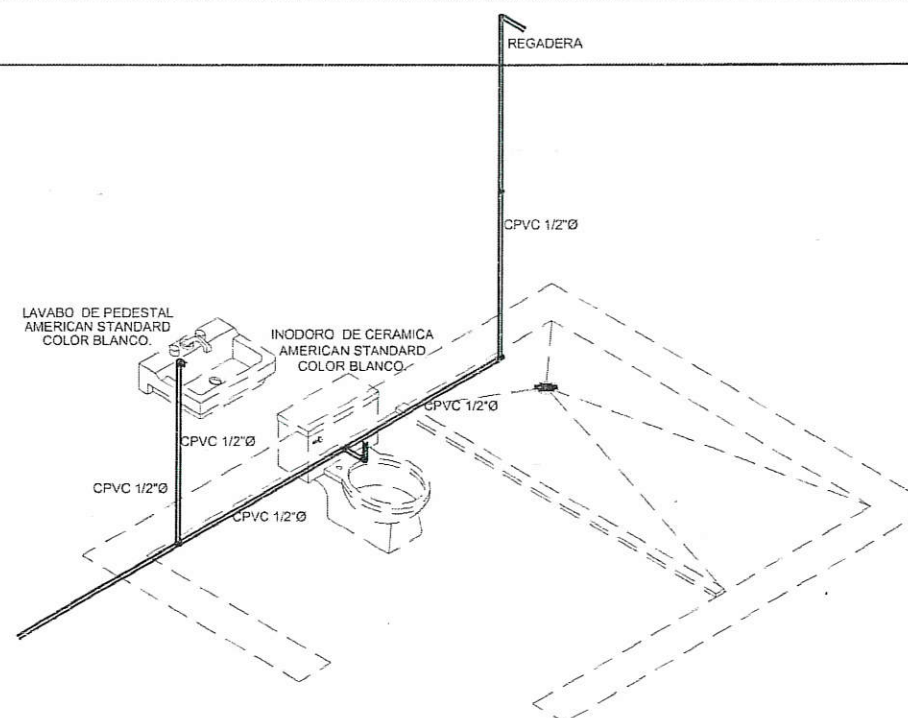 REGADERA
CPVC 1/2"Ø
LAVABO DE PEDESTAL
AMERICAN STANDARD
COLOR BLANCO.
INODORO DE CERAMICA
AMERICAN STANDARD
COLOR BLANCO.
CPVC 1/2"Ø
CPVC 1/2"Ø
CPVC 1/2"Ø
CPVC 1/2"Ø